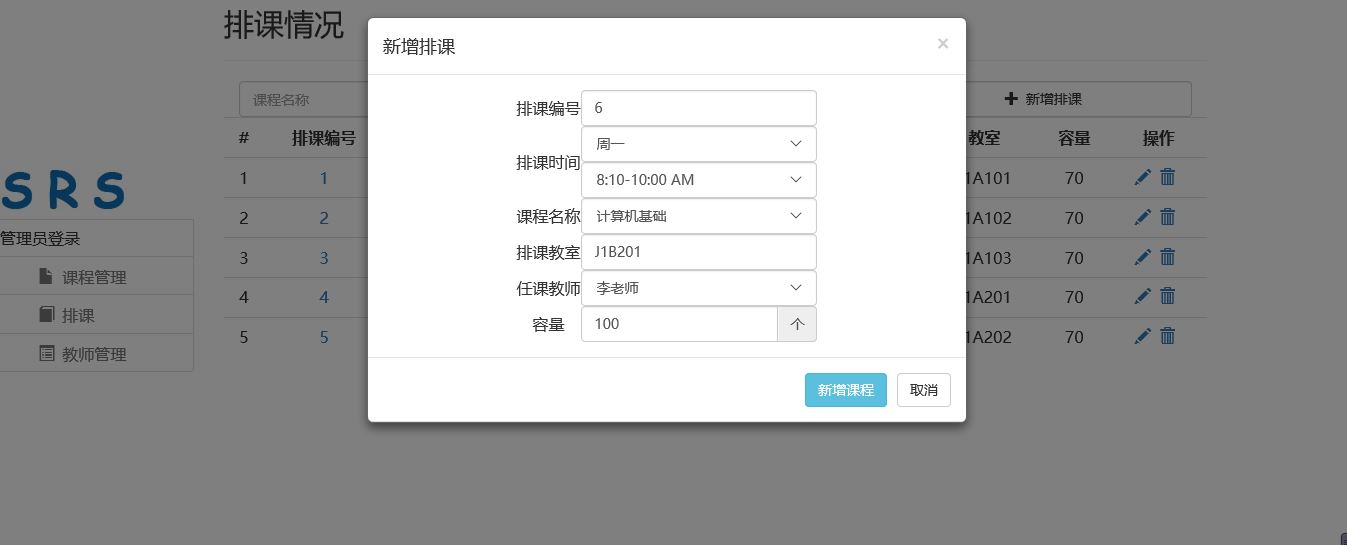 排课情况
新增排课
×
课程名称
新增排课
# 排课编号 教室 容量 操作
1 1 1A101 70
2 2 1A102 70
3 3 1A103 70
4 4 1A201 70
5 5 1A202 70
SRS
管理员登录
课程管理
排课
教师管理
排课编号 6
排课时间 周一
8:10-10:00 AM
课程名称 计算机基础
排课教室 J1B201
任课教师 李老师
容量 100 个
新增课程 取消